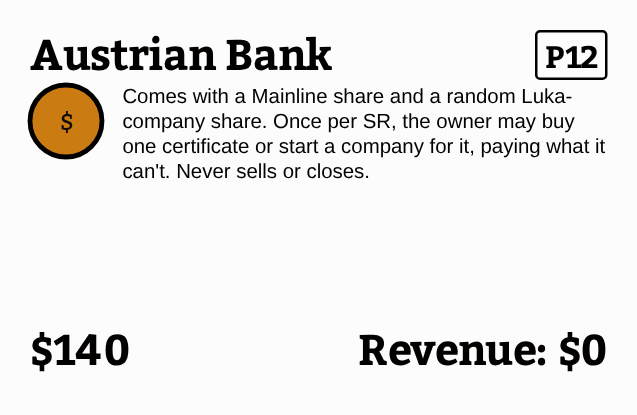 Austrian Bank
P12
$
Comes with a Mainline share and a random Luka-
company share. Once per SR, the owner may buy
one certificate or start a company for it, paying what it
can't. Never sells or closes.
$140
Revenue: $0